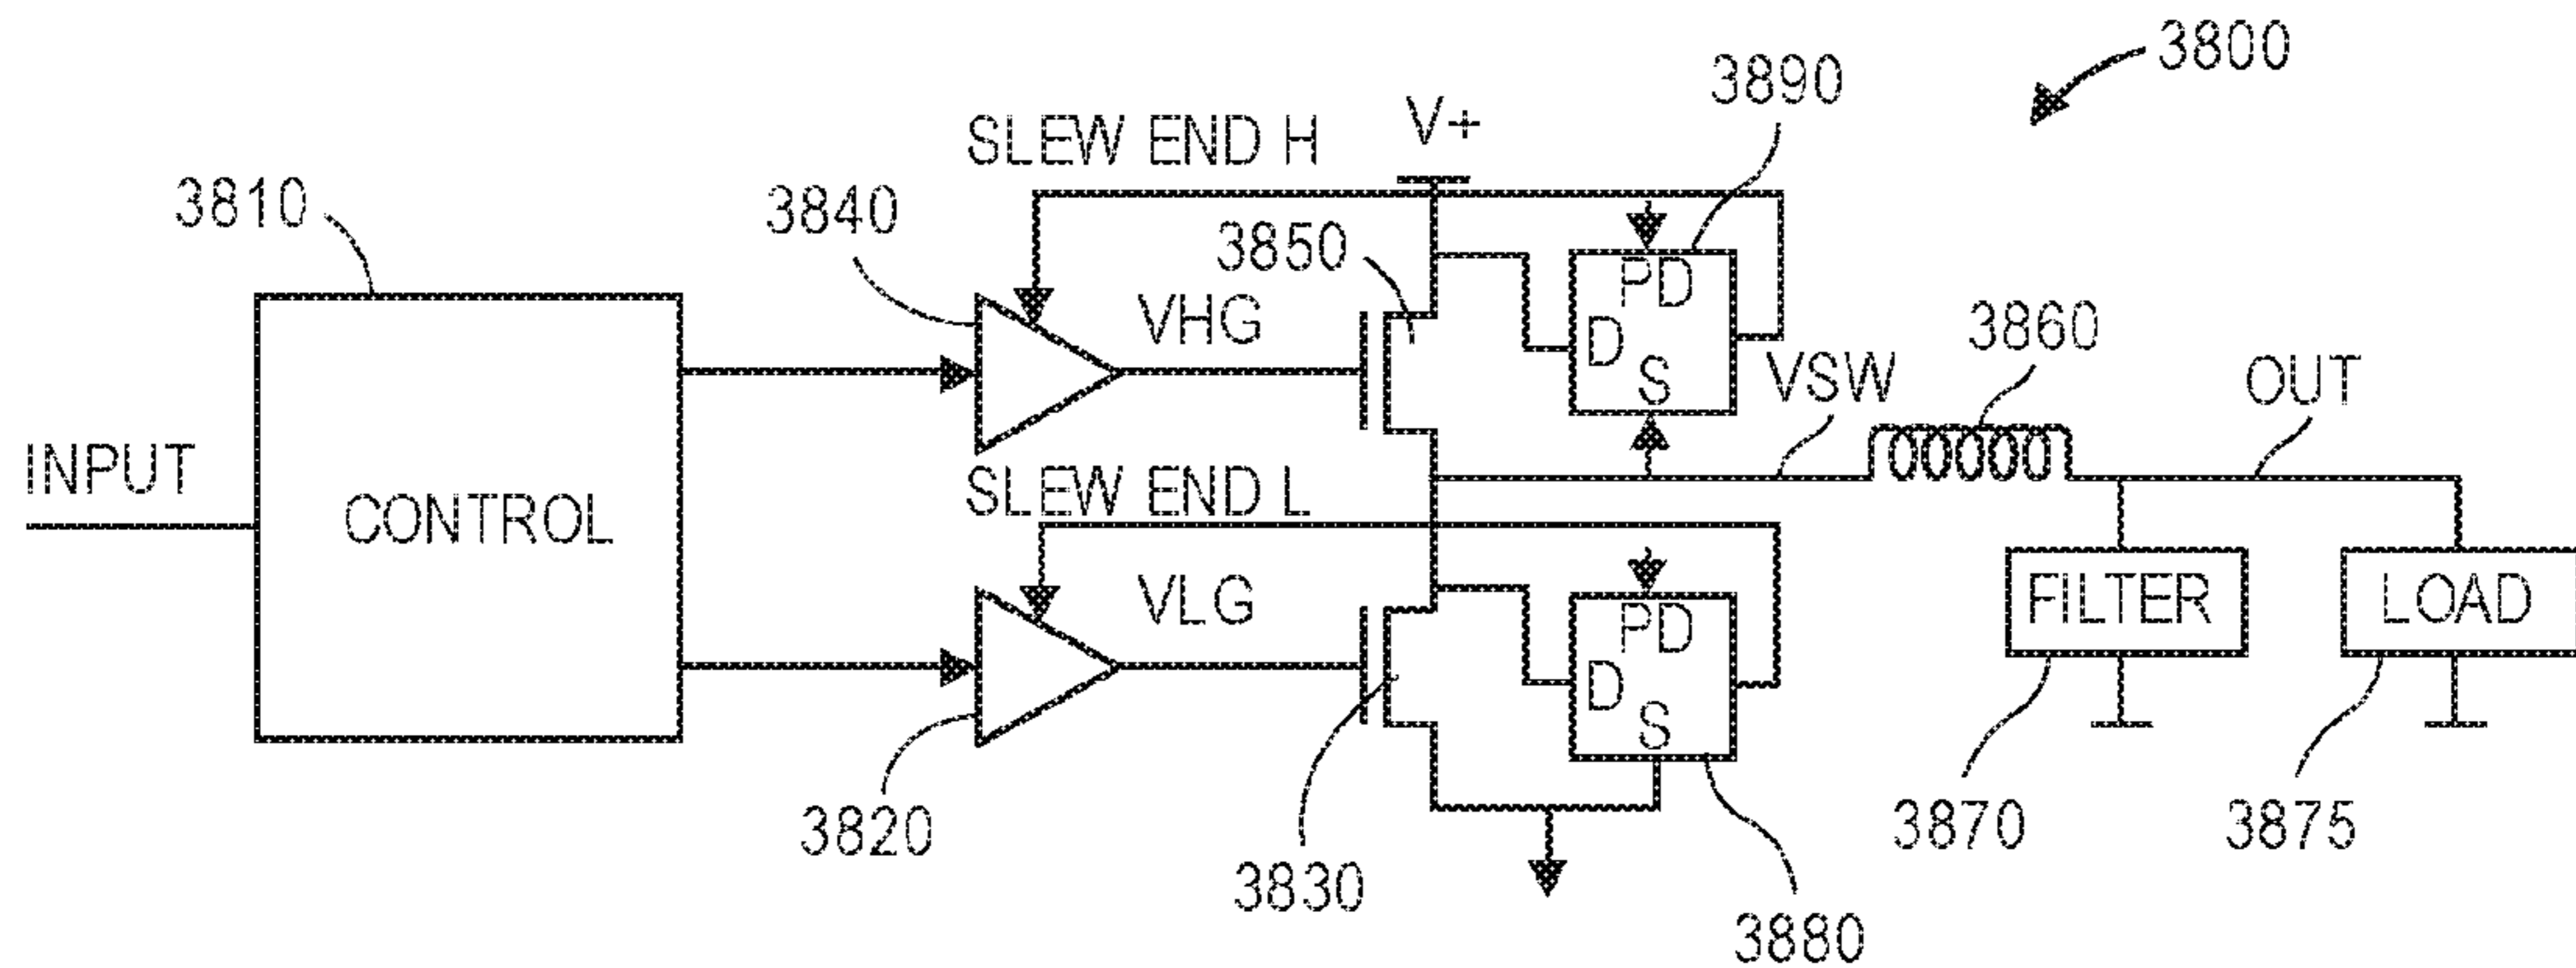 3800
3890
V+
SLEW END H
3810
3840
3850
PD
D
S
VHG
VSW
3860
OUT
INPUT
CONTROL
SLEW END L
VLG
PD
D
S
FILTER
LOAD
3820
3830
3880
3870
3875